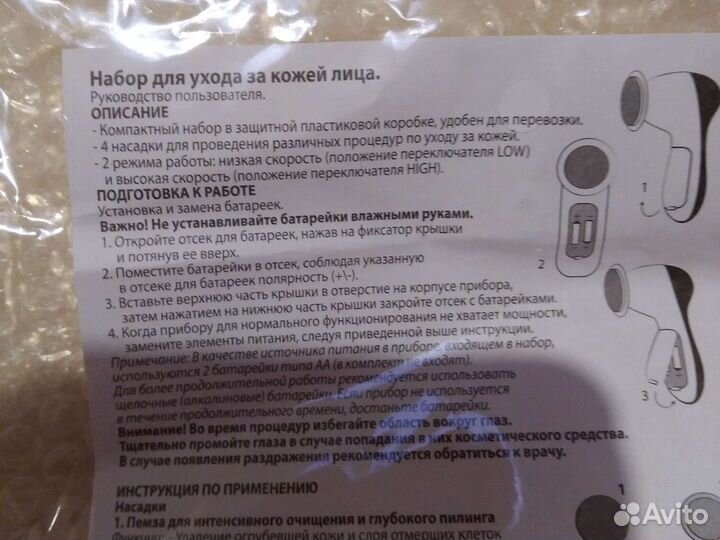 Набор для ухода за кожей лица.
Руководство пользователя.
ОПИСАНИЕ
- Компактный набор в защитной пластиковой коробке, удобен для перевозки.
- 4 насадки для проведения различных процедур по уходу за кожей.
- 2 режима работы: низкая скорость (положение переключателя LOW)
и высокая скорость (положение переключателя HIGH).
ПОДГОТОВКА К РАБОТЕ
Установка и замена батареек.
Важно! Не устанавливайте батарейки влажными руками.
1. Откройте отсек для батареек, нажав на фиксатор крышки
и потянув ее вверх.
2. Поместите батарейки в отсек, соблюдая указанную
в отсеке для батареек полярность (+\-).
3. Вставьте верхнюю часть крышки в отверстие на корпусе прибора,
затем нажатием на нижнюю часть крышки закройте отсек с батарейками.
4. Когда прибору для нормального функционирования не хватает мощности,
замените элементы питания, следуя приведенной выше инструкции.
Примечание: В качестве источника питания в приборе, входящем в набор,
используются 2 батарейки типа АА (в комплект не входят).
Для более продолжительной работы рекомендуется использовать
щелочные (алкалиновые) батарейки. Если прибор не используется
в течение продолжительного времени, достаньте батарейки.
Внимание! Во время процедур избегайте область вокруг глаз.
Тщательно промойте глаза в случае попадания в них косметического средства.
В случае появления раздражения рекомендуется обратиться к врачу.
ИНСТРУКЦИЯ ПО ПРИМЕНЕНИЮ
Насадки
1. Пемза для интенсивного очищения и глубокого пилинга
Функции: - Удаление огрубевшей кожи и слоя отмерших клеток
1
2
3
1
Avito